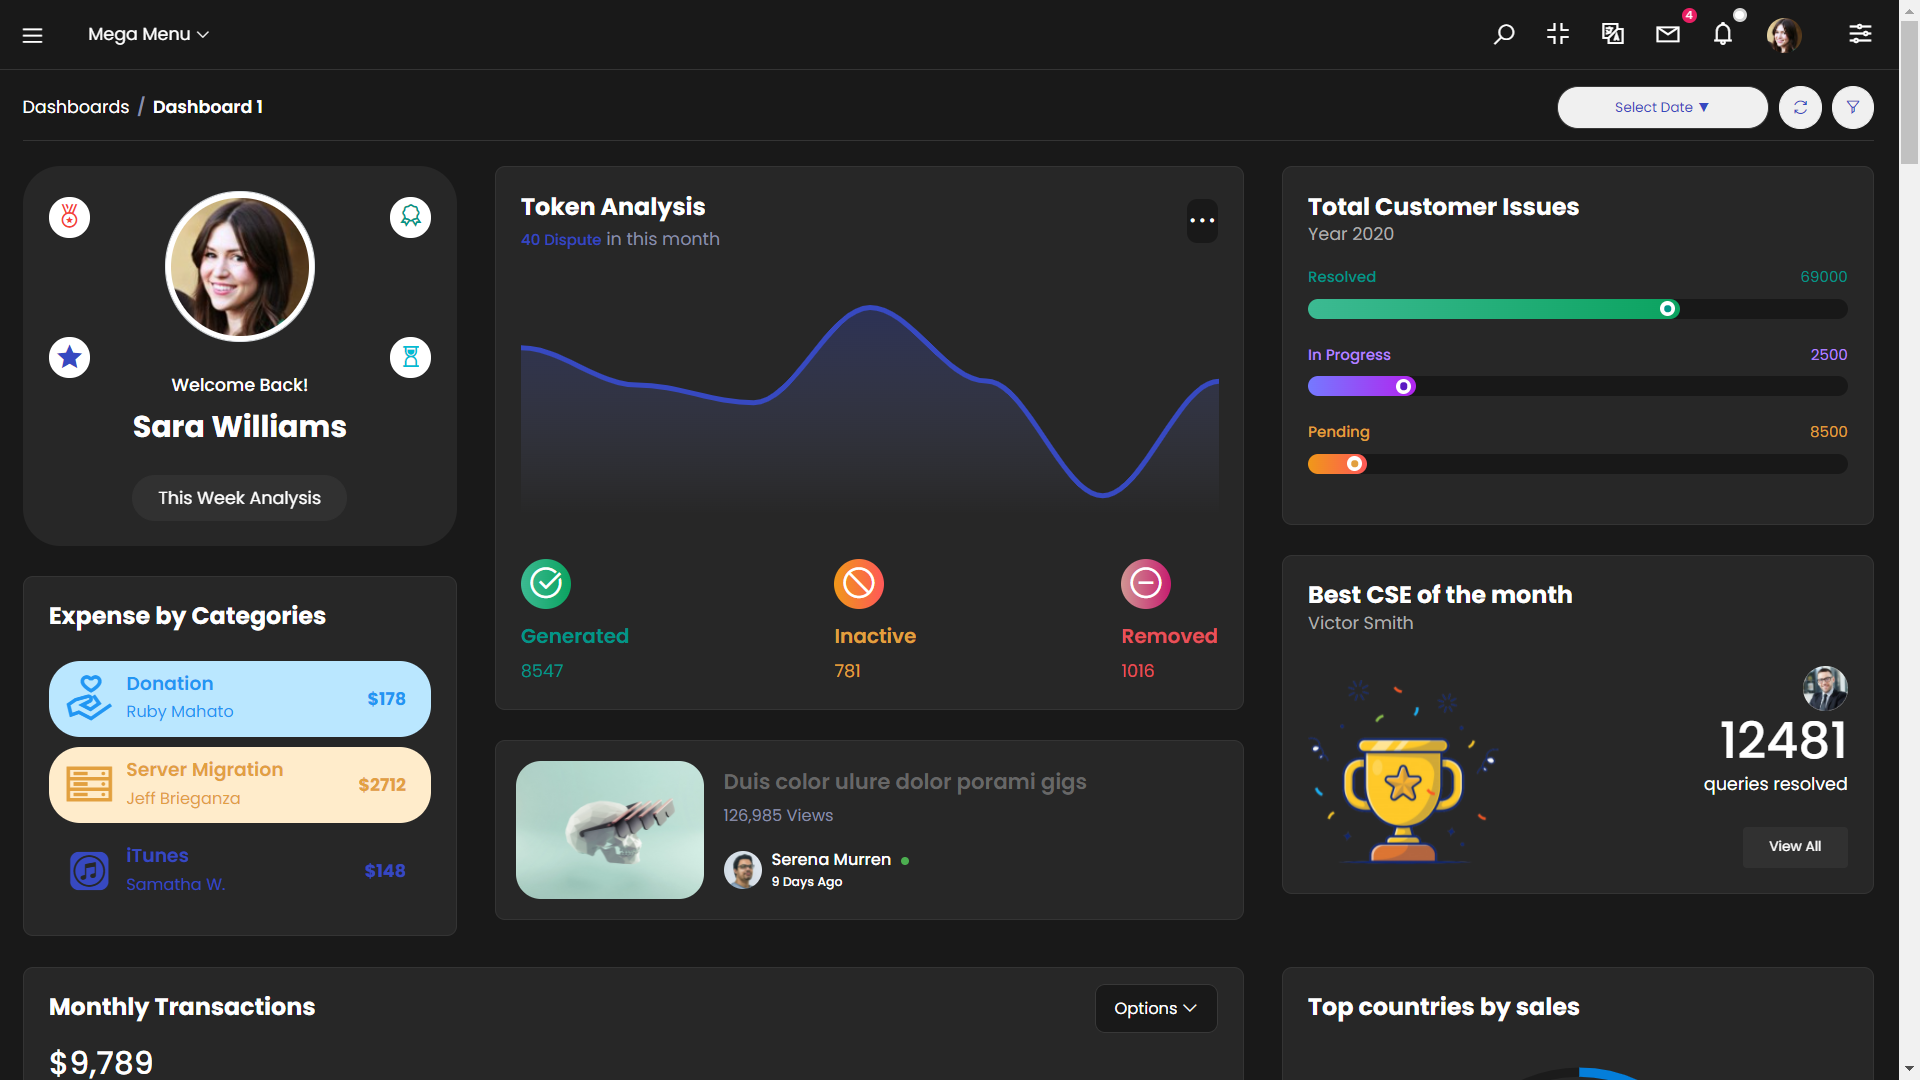 Mega Menu
4
Dashboards / Dashboard 1
Select Date ▼
Welcome Back!
Sara Williams
This Week Analysis
Expense by Categories
Donation
Ruby Mahato
$178
Server Migration
Jeff Brieganza
$2712
iTunes
Samatha W.
$148
Token Analysis
40 Dispute in this month
Generated
8547
Inactive
781
Removed
1016
Duis color ulure dolor porami gigs
126,985 Views
Serena Murren
9 Days Ago
Total Customer Issues
Year 2020
Resolved 69000
In Progress 2500
Pending 8500
Best CSE of the month
Victor Smith
12481
queries resolved
View All
Monthly Transactions
Options
$9,789
Top countries by sales